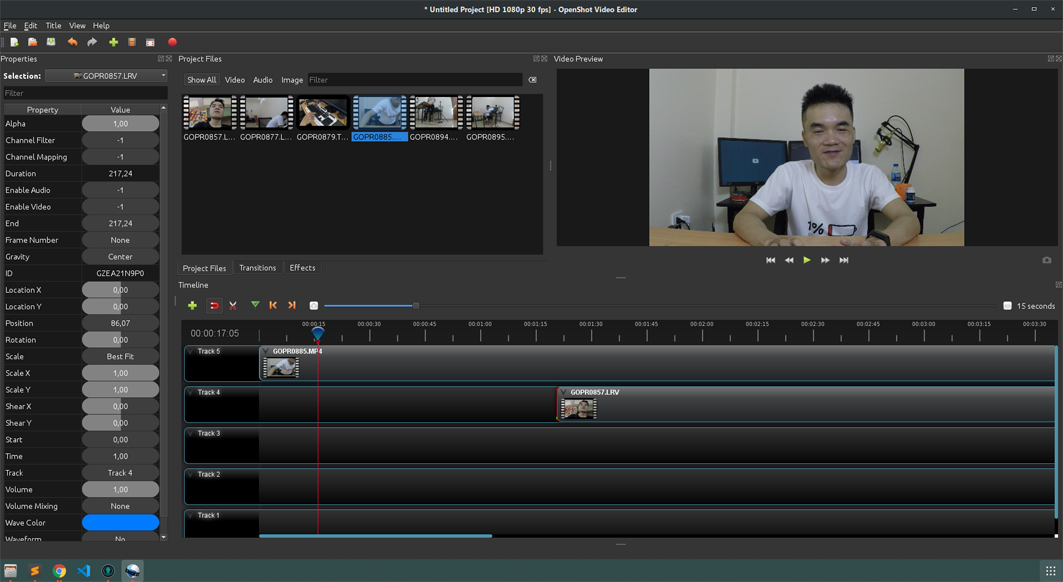 * Untitled Project [HD 1080p 30 fps] - OpenShot Video Editor
File Edit Title View Help
Properties
Project Files
Video Preview
Selection: GOPR0857.LRV
Show All Video Audio Image Filter
Filter
Property Value
Alpha 1,00
Channel Filter -1
Channel Mapping -1
Duration 217,24
Enable Audio -1
Enable Video -1
End 217,24
Frame Number None
Gravity Center
ID GZEA21N9P0
Location X 0,00
Location Y 0,00
Position 86,07
Rotation 0,00
Scale Best Fit
Scale X 1,00
Scale Y 1,00
Shear X 0,00
Shear Y 0,00
Start 0,00
Time 1,00
Track Track 4
Volume 1,00
Volume Mixing None
Wave Color
Waveform No
GOPR0857.L... GOPR0877.L... GOPR0879.T... GOPR0885.... GOPR0894.... GOPR0895....
1%
Project Files Transitions Effects
Timeline
15 seconds
00:00:17:05
00:00:15 00:00:30 00:00:45 00:01:00 00:01:15 00:01:30 00:01:45 00:02:00 00:02:15 00:02:30 00:02:45 00:03:00 00:03:15 00:03:30
Track 5 GOPR0885.MP4
Track 4 GOPR0857.LRV
Track 3
Track 2
Track 1